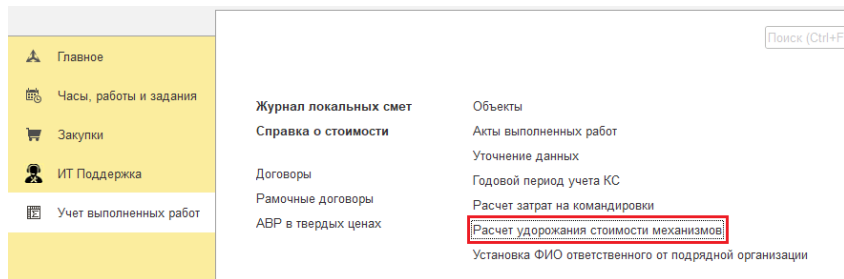 Поиск (Ctrl+F
Главное
Часы, работы и задания
Закупки
ИТ Поддержка
Учет выполненных работ
Журнал локальных смет
Справка о стоимости
Договоры
Рамочные договоры
АВР в твердых ценах
Объекты
Акты выполненных работ
Уточнение данных
Годовой период учета КС
Расчет затрат на командировки
Расчет удорожания стоимости механизмов
Установка ФИО ответственного от подрядной организации